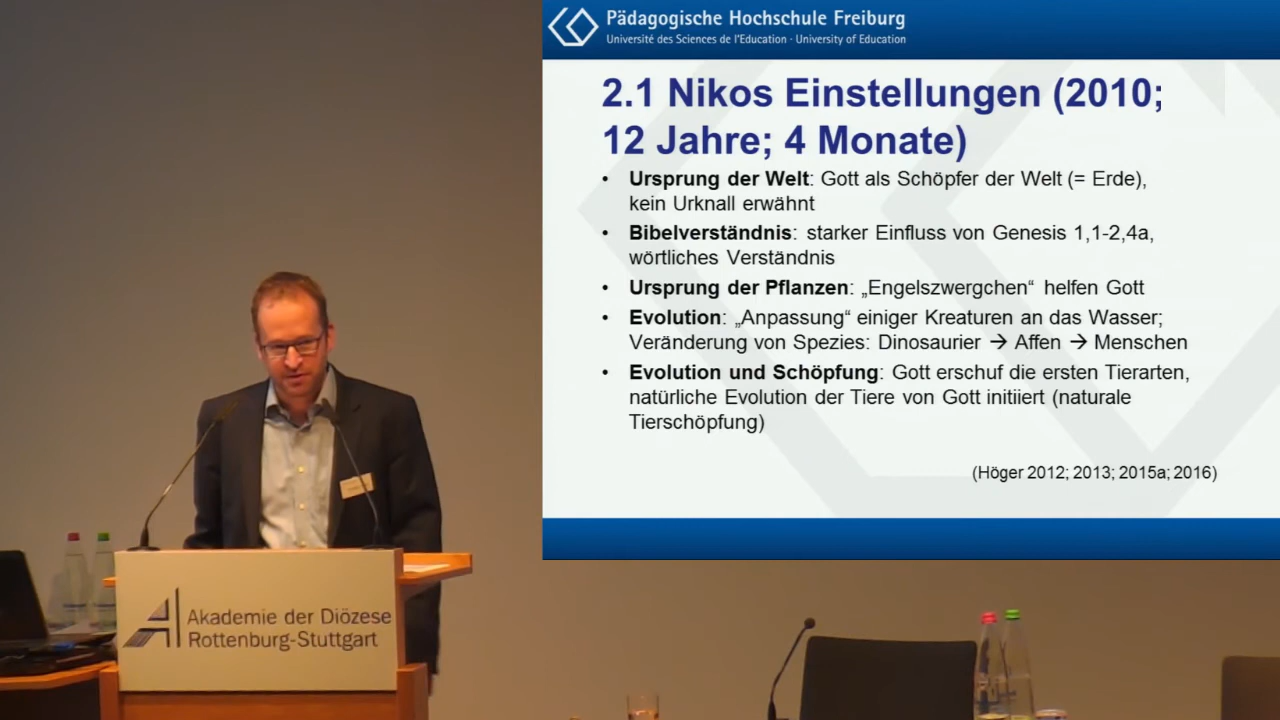 Pädagogische Hochschule Freiburg
Université des Sciences de l'Education · University of Education
2.1 Nikos Einstellungen (2010;
12 Jahre; 4 Monate)
• Ursprung der Welt: Gott als Schöpfer der Welt (= Erde),
kein Urknall erwähnt
• Bibelverständnis: starker Einfluss von Genesis 1,1-2,4a,
wörtliches Verständnis
• Ursprung der Pflanzen: „Engelszwergchen“ helfen Gott
• Evolution: „Anpassung“ einiger Kreaturen an das Wasser;
Veränderung von Spezies: Dinosaurier → Affen → Menschen
• Evolution und Schöpfung: Gott erschuf die ersten Tierarten,
natürliche Evolution der Tiere von Gott initiiert (naturale
Tierschöpfung)
(Höger 2012; 2013; 2015a; 2016)
Akademie der Diözese
Rottenburg-Stuttgart